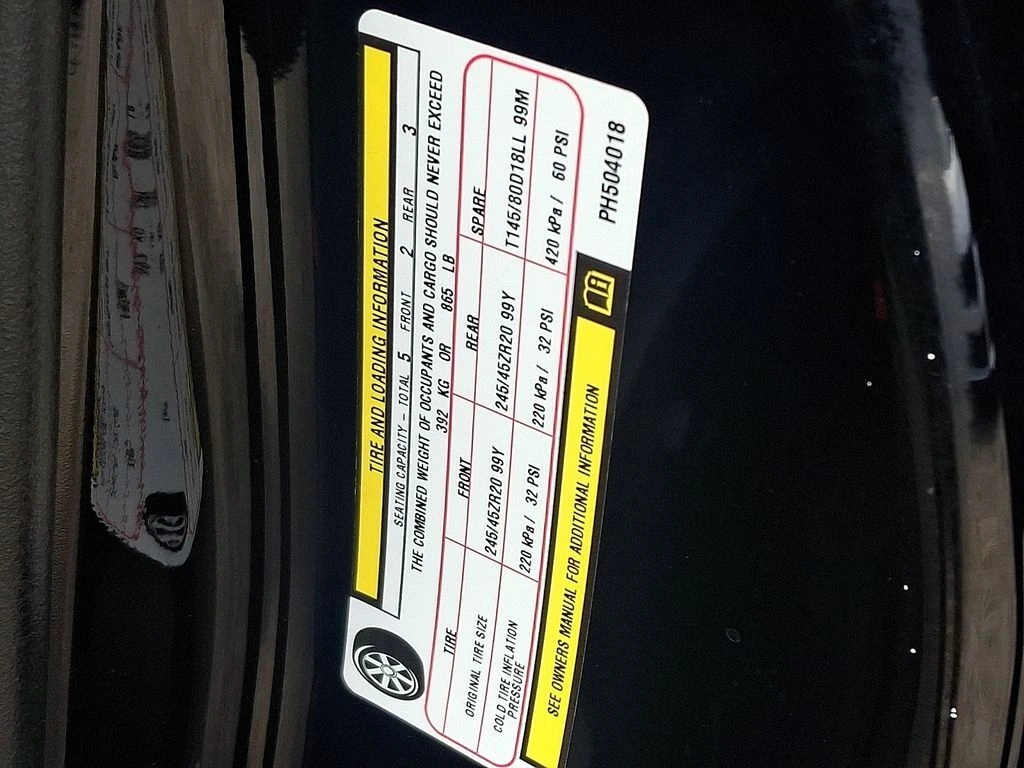 TIRE AND LOADING INFORMATION
SEATING CAPACITY - TOTAL 5 FRONT 2 REAR 3
THE COMBINED WEIGHT OF OCCUPANTS AND CARGO SHOULD NEVER EXCEED
392 KG OR 865 LB
TIRE FRONT REAR SPARE
ORIGINAL TIRE SIZE 245/45ZR20 99Y 245/45ZR20 99Y T145/80D18LL 99M
COLD TIRE INFLATION PRESSURE 220 kPa / 32 PSI 220 kPa / 32 PSI 420 kPa / 60 PSI
SEE OWNERS MANUAL FOR ADDITIONAL INFORMATION
PH504018